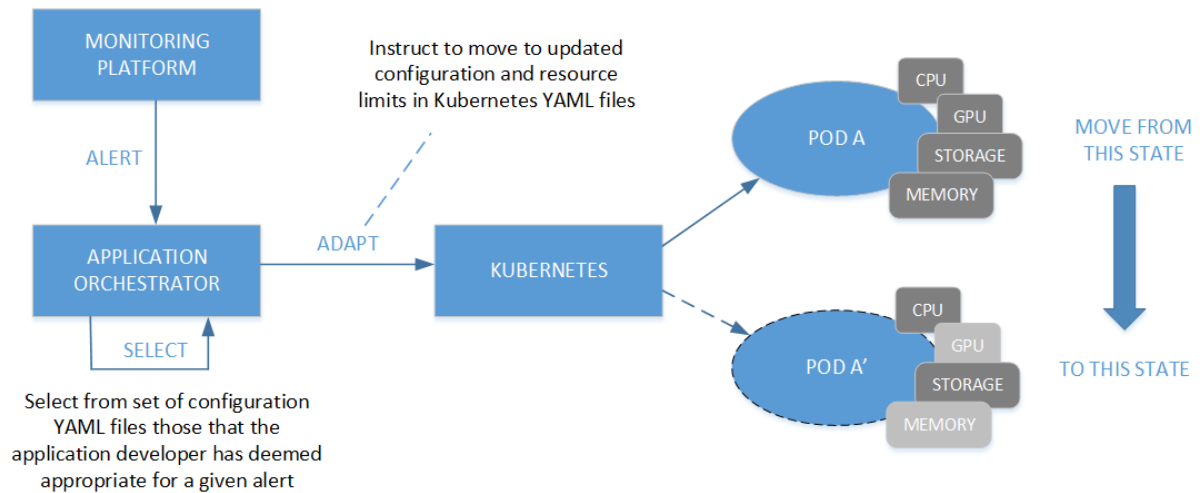 MONITORING
PLATFORM
ALERT
APPLICATION
ORCHESTRATOR
SELECT
Select from set of configuration
YAML files those that the
application developer has deemed
appropriate for a given alert
Instruct to move to updated
configuration and resource
limits in Kubernetes YAML files
ADAPT
KUBERNETES
POD A
CPU
GPU
STORAGE
MEMORY
POD A’
CPU
GPU
STORAGE
MEMORY
MOVE FROM
THIS STATE
TO THIS STATE